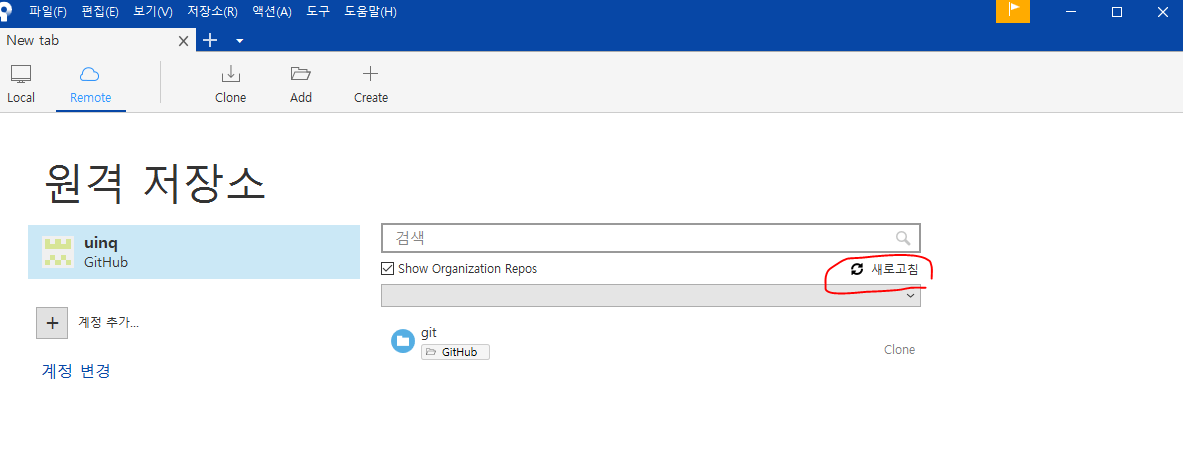 파일(F) 편집(E) 보기(V) 저장소(R) 액션(A) 도구 도움말(H)
New tab
Local Remote Clone Add Create
원격 저장소
uinq
GitHub
계정 추가...
계정 변경
검색
Show Organization Repos 새로고침
git
GitHub
Clone